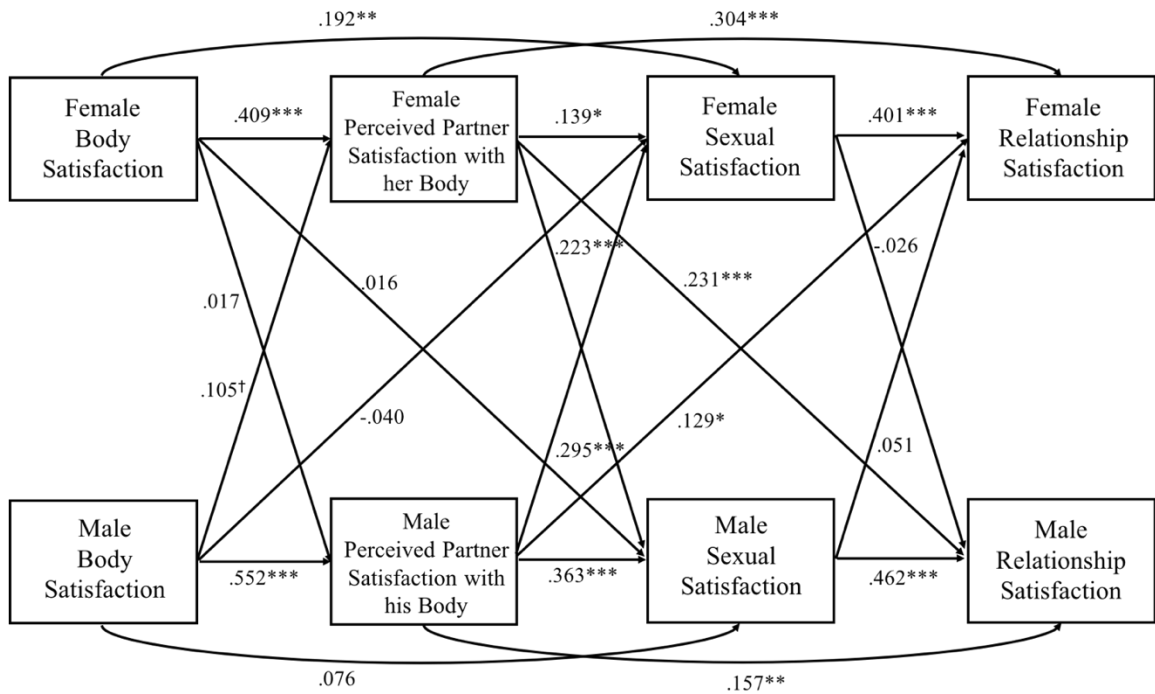 .192**
.304***
Female
Body
Satisfaction
.409***
Female
Perceived Partner
Satisfaction with
her Body
.139*
Female
Sexual
Satisfaction
.401***
Female
Relationship
Satisfaction
.223***
-.026
.016
.231***
.017
.105†
-.040
.129*
.295***
.051
Male
Body
Satisfaction
.552***
Male
Perceived Partner
Satisfaction with
his Body
.363***
Male
Sexual
Satisfaction
.462***
Male
Relationship
Satisfaction
.076
.157**